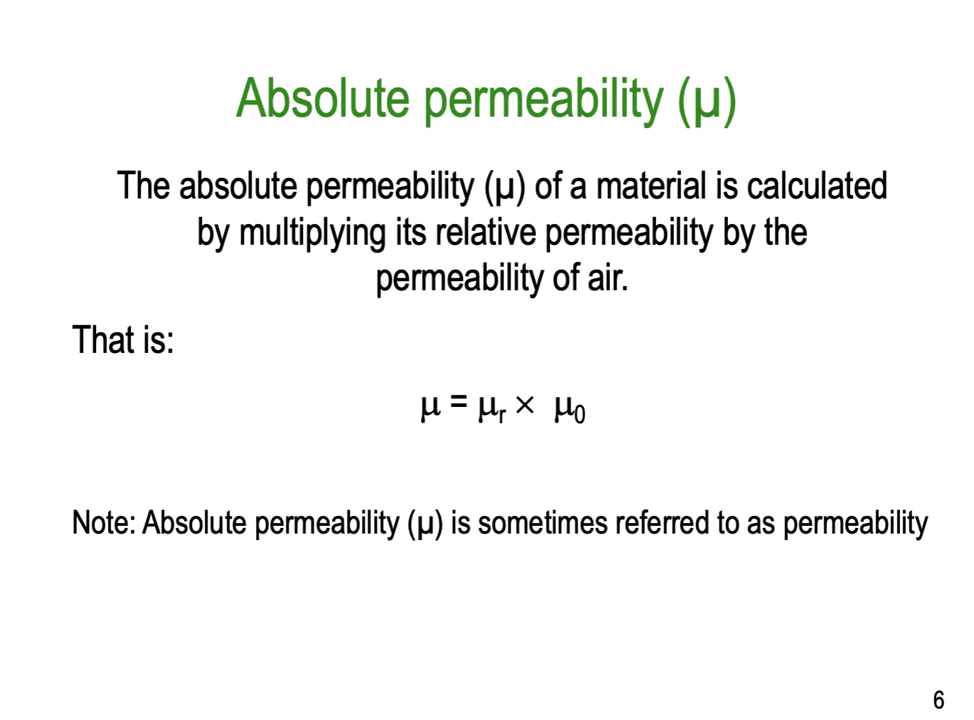 Absolute permeability (µ)
The absolute permeability (µ) of a material is calculated
by multiplying its relative permeability by the
permeability of air.
That is:
μ = μr × μ0
Note: Absolute permeability (µ) is sometimes referred to as permeability
6